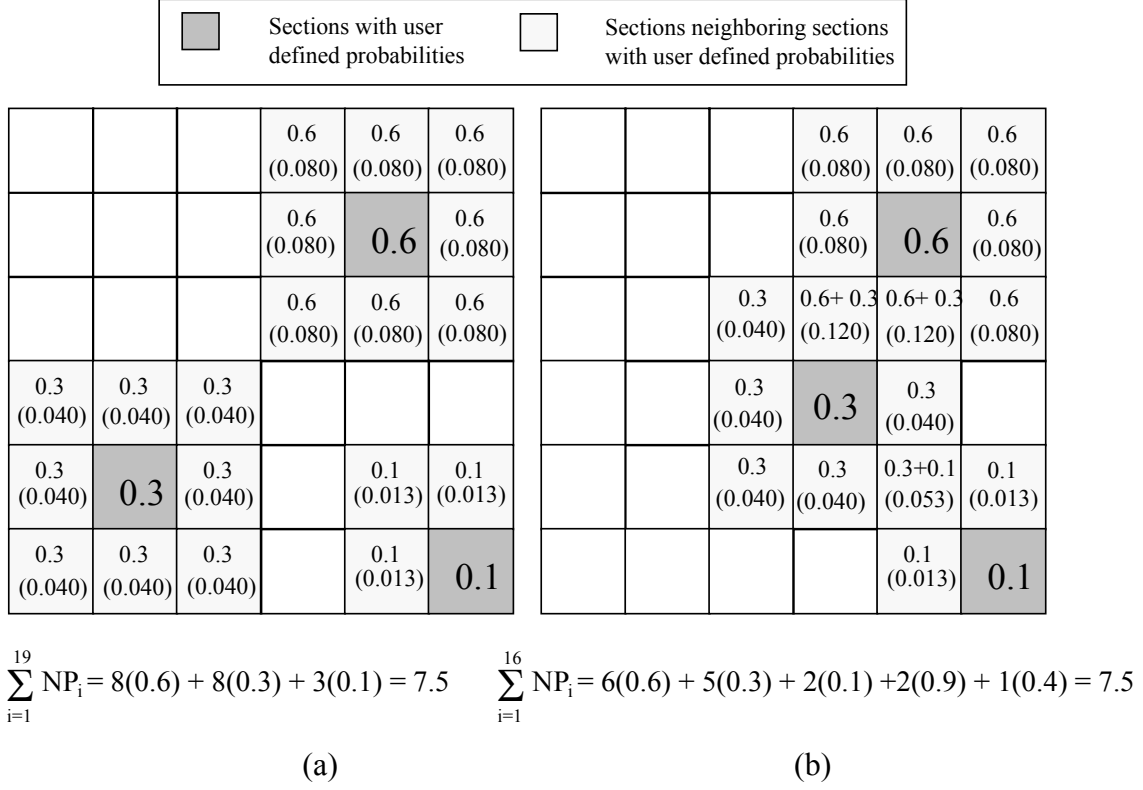 Sections with user
defined probabilities
Sections neighboring sections
with user defined probabilities
0.6 0.6 0.6
(0.080) (0.080) (0.080)
0.6 0.6 0.6
(0.080) (0.080)
0.6 0.6 0.6
(0.080) (0.080) (0.080)
0.3 0.3 0.3
(0.040) (0.040) (0.040)
0.3 0.3 0.3 0.1 0.1
(0.040) (0.040) (0.013) (0.013)
0.3 0.3 0.3 0.1 0.1
(0.040) (0.040) (0.040) (0.013)
19
∑ NPi = 8(0.6) + 8(0.3) + 3(0.1) = 7.5
i=1
(a)
0.6 0.6 0.6
(0.080) (0.080) (0.080)
0.6 0.6 0.6
(0.080) (0.080)
0.3 0.6+ 0.3 0.6+ 0.3 0.6
(0.040) (0.120) (0.120) (0.080)
0.3 0.3 0.3
(0.040) (0.040)
0.3 0.3 0.3+0.1 0.1
(0.040) (0.040) (0.053) (0.013)
0.1 0.1
(0.013)
16
∑ NPi = 6(0.6) + 5(0.3) + 2(0.1) +2(0.9) + 1(0.4) = 7.5
i=1
(b)